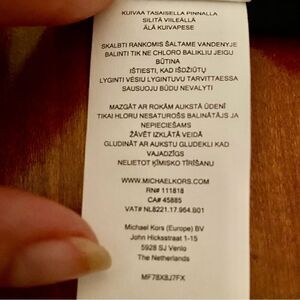 KUIVAA TASAISELLA PINNALLA
SILITÄ VIILEÄLLÄ
ÄLÄ KUIVAPESE
SKALBTI RANKOMIS ŠALTAME VANDENYJE
BALINTI TIK NE CHLORO BALIKLIU JEIGU
BŪTINA
IŠTIESTI, KAD IŠDŽIŪTŲ
LYGINTI VĖSIU LYGINTUVU TARVITTAESSA
SAUSUOJU BŪDU NEVALYTI
MAZGĀT AR ROKĀM AUKSTĀ ŪDENĪ
TIKAI HLORU NESATUROŠS BALINĀTĀJS JA
NEPIECIEŠAMS
ŽĀVĒT IZKLĀTĀ VEIDĀ
GLUDINĀT AR AUKSTU GLUDEKLI KAD
VAJADZĪGS
NELIETOT ĶĪMISKO TĪRĪŠANU
WWW.MICHAELKORS.COM
RN# 111818
CA# 45885
VAT# NL8221.17.964.B01
Michael Kors (Europe) BV
John Hicksstraat 1-15
5928 SJ Venlo
The Netherlands
MF78X8J7FX